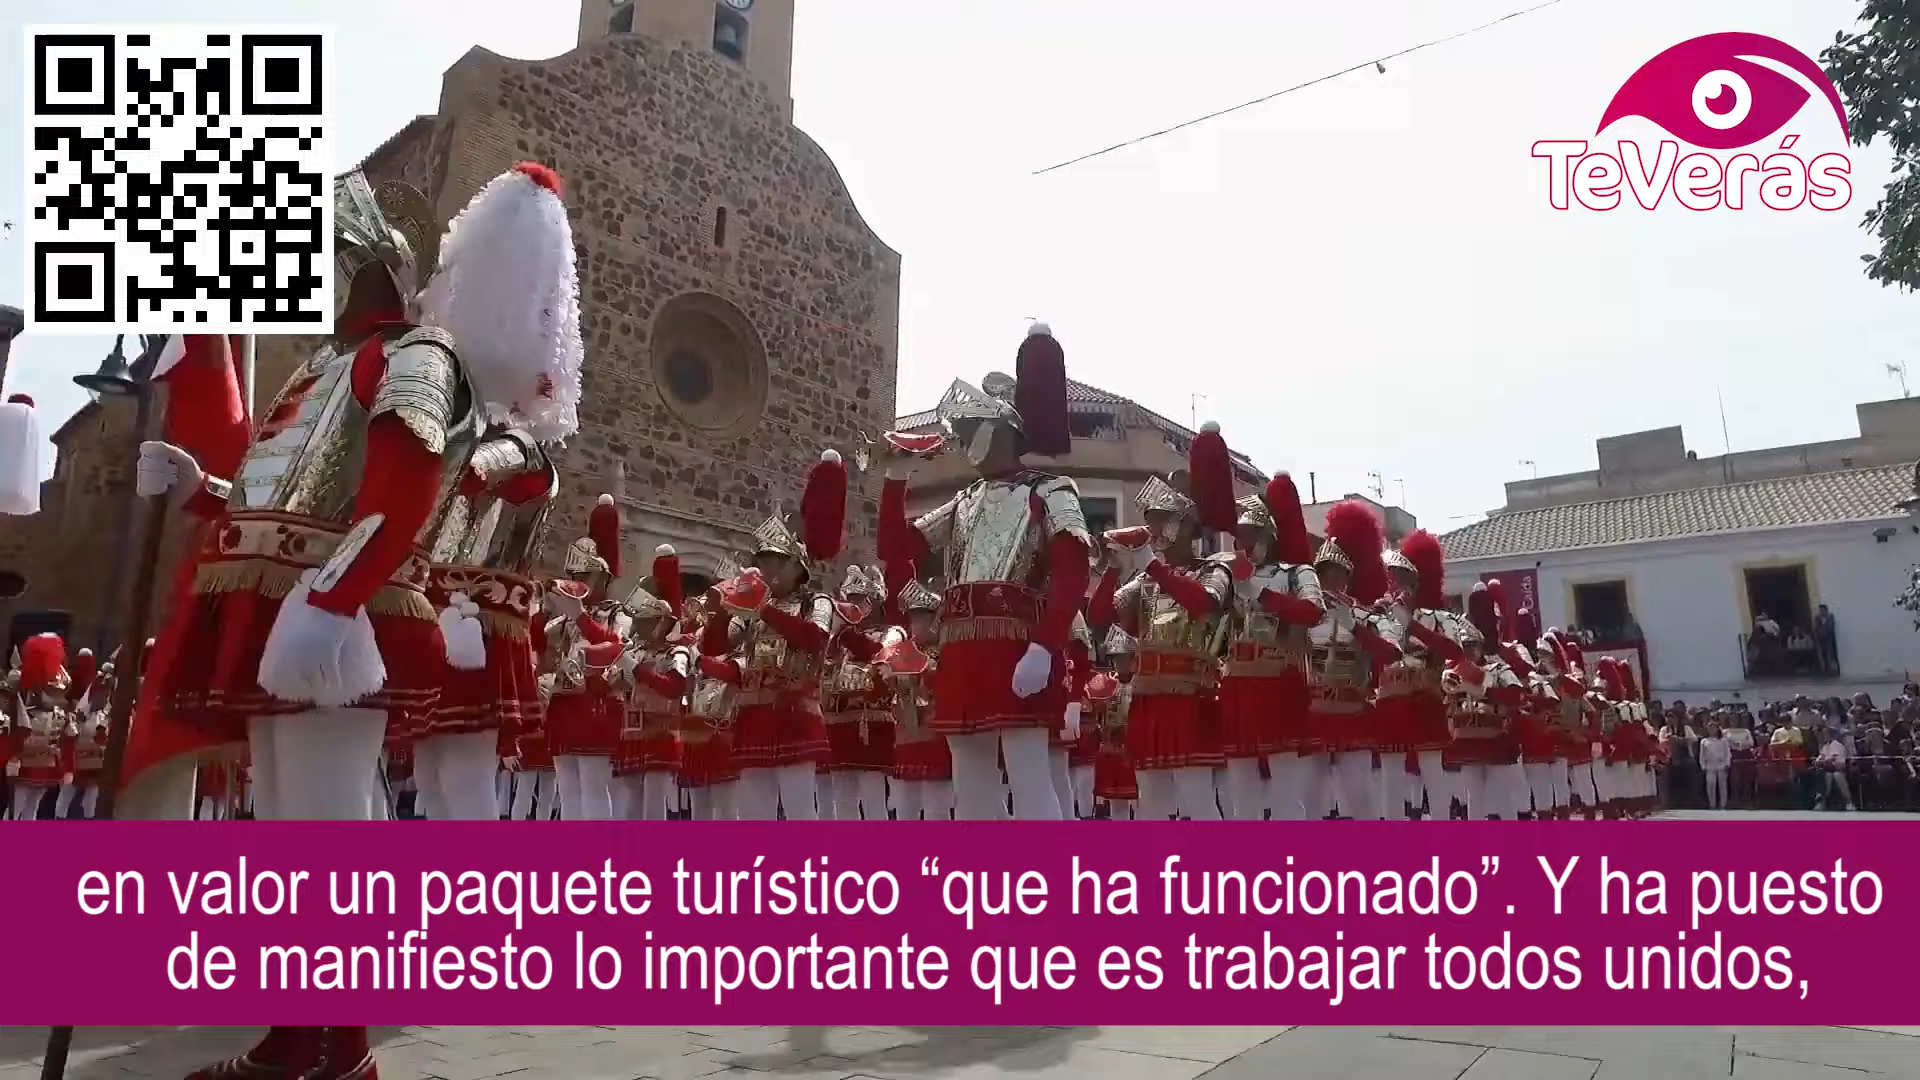 TeVerás
en valor un paquete turístico “que ha funcionado”. Y ha puesto
de manifiesto lo importante que es trabajar todos unidos,